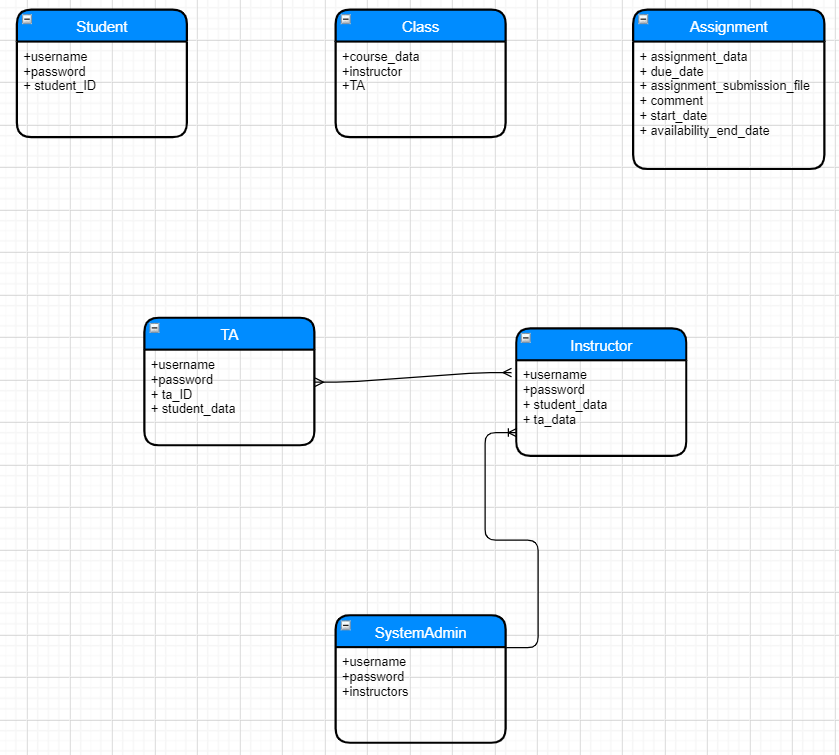 Student
+username
+password
+ student_ID
Class
+course_data
+instructor
+TA
Assignment
+ assignment_data
+ due_date
+ assignment_submission_file
+ comment
+ start_date
+ availability_end_date
TA
+username
+password
+ ta_ID
+ student_data
Instructor
+username
+password
+ student_data
+ ta_data
SystemAdmin
+username
+password
+instructors